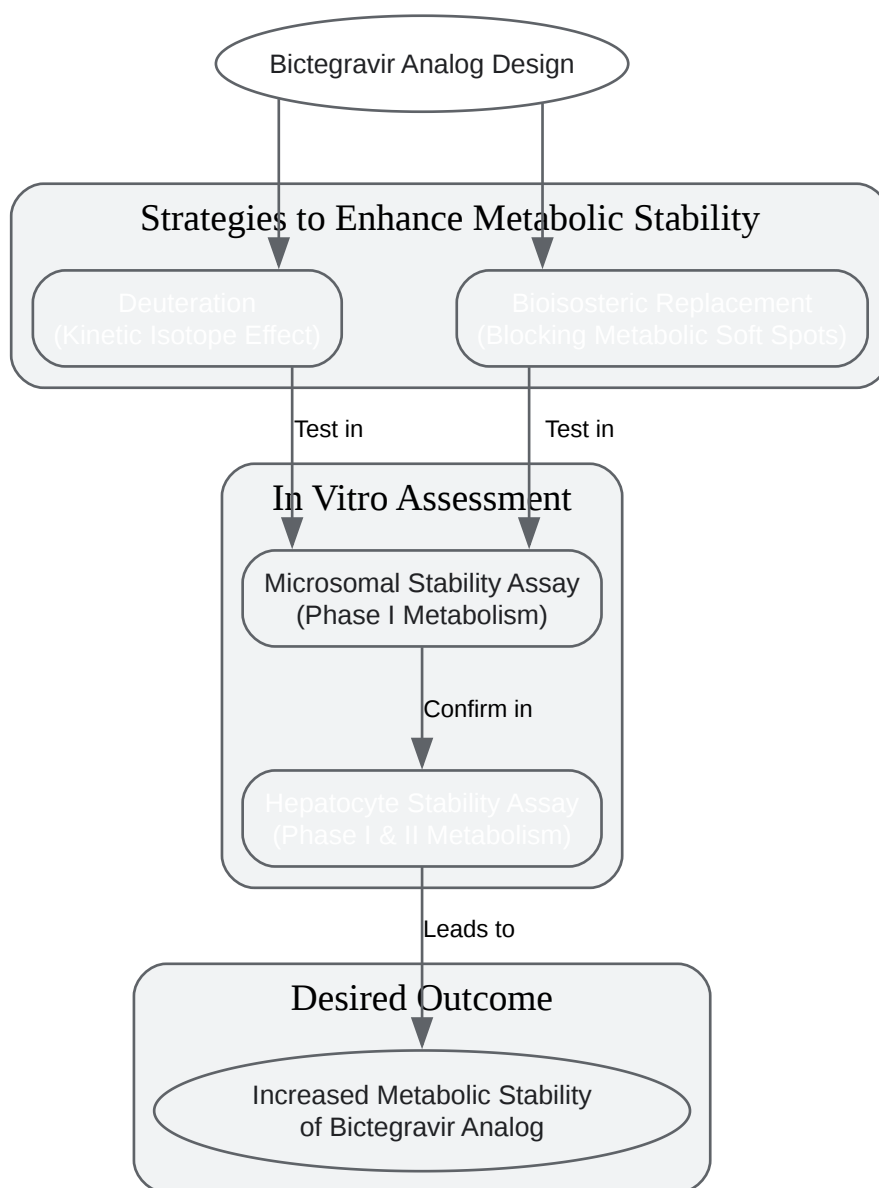 Bictegravir Analog Design
Strategies to Enhance Metabolic Stability
Deuteration
(Kinetic Isotope Effect)
Bioisosteric Replacement
(Blocking Metabolic Soft Spots)
Test in
Test in
In Vitro Assessment
Microsomal Stability Assay
(Phase I Metabolism)
Confirm in
Hepatocyte Stability Assay
(Phase I & II Metabolism)
Leads to
Desired Outcome
Increased Metabolic Stability
of Bictegravir Analog